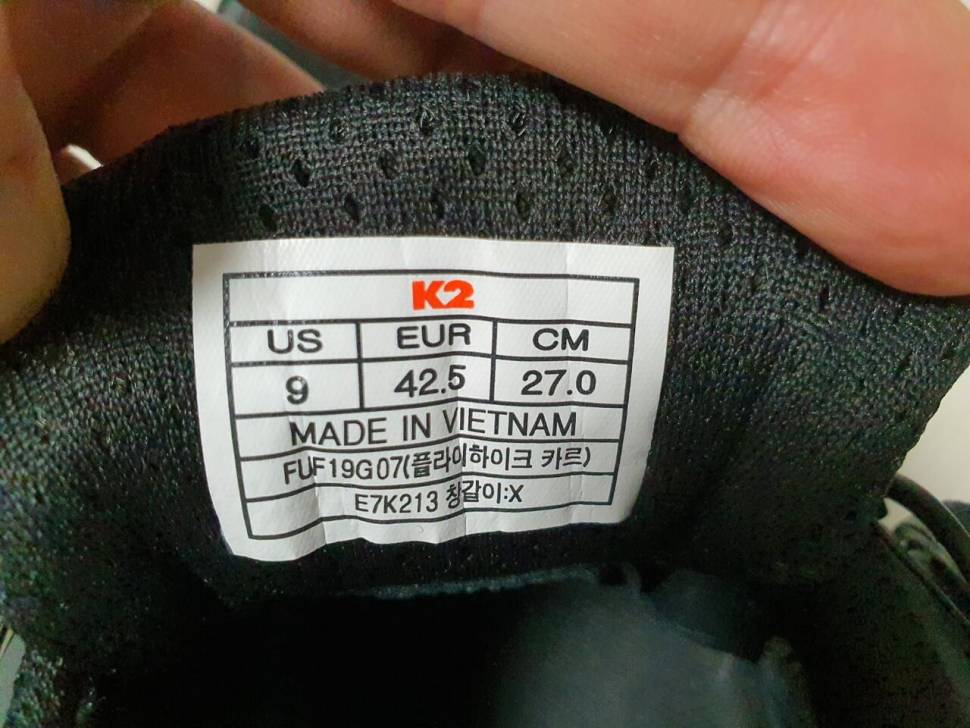 K2
US EUR CM
9 42.5 27.0
MADE IN VIETNAM
FUF19G07(플라이하이크 카르)
E7K213 창갈이:X